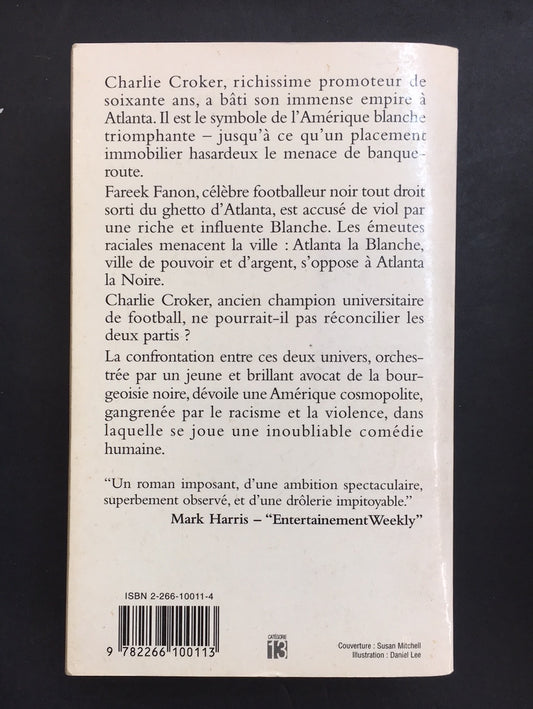 Charlie Croker, richissime promoteur de
soixante ans, a bâti son immense empire à
Atlanta. Il est le symbole de l'Amérique blanche
triomphante – jusqu'à ce qu'un placement
immobilier hasardeux le menace de banque-
route.
Fareek Fanon, célèbre footballeur noir tout droit
sorti du ghetto d'Atlanta, est accusé de viol par
une riche et influente Blanche. Les émeutes
raciales menacent la ville : Atlanta la Blanche,
ville de pouvoir et d'argent, s'oppose à Atlanta
la Noire.
Charlie Croker, ancien champion universitaire
de football, ne pourrait-il pas réconcilier les
deux partis ?
La confrontation entre ces deux univers, orches-
trée par un jeune et brillant avocat de la bour-
geoisie noire, dévoile une Amérique cosmopolite,
gangrenée par le racisme et la violence, dans
laquelle se joue une inoubliable comédie
humaine.
“Un roman imposant, d'une ambition spectaculaire,
superbement observé, et d'une drôlerie impitoyable.”
Mark Harris – “Entertainement Weekly”
ISBN 2-266-10011-4
9 782266 100113
CATÉGORIE
13
Couverture : Susan Mitchell
Illustration : Daniel Lee